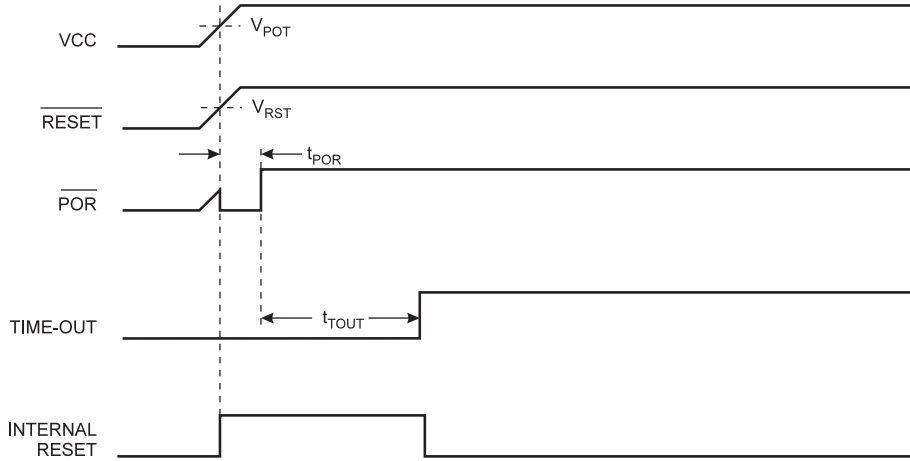 VCC
VPOT
RESET
VRST
tPOR
POR
TIME-OUT
tTOUT
INTERNAL
RESET